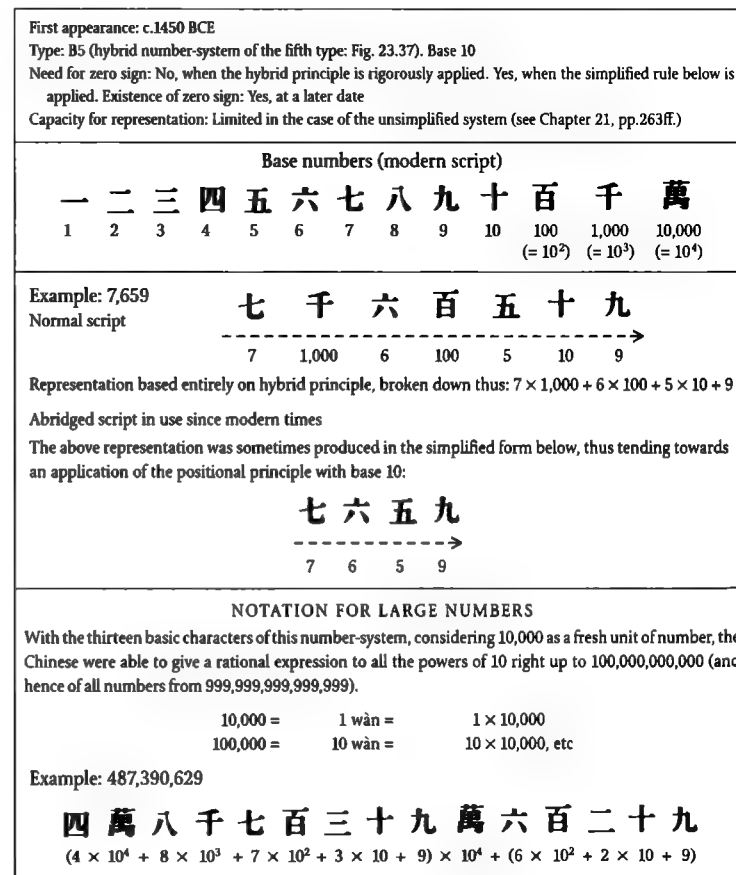 First appearance: c.1450 BCE
Type: B5 (hybrid number-system of the fifth type: Fig. 23.37). Base 10
Need for zero sign: No, when the hybrid principle is rigorously applied. Yes, when the simplified rule below is
applied. Existence of zero sign: Yes, at a later date
Capacity for representation: Limited in the case of the unsimplified system (see Chapter 21, pp.263ff.)
Base numbers (modern script)
一 二 三 四 五 六 七 八 九 十 百 千 萬
1 2 3 4 5 6 7 8 9 10 100 1,000 10,000
(= 10²) (= 10³) (= 10⁴)
Example: 7,659
Normal script
七 千 六 百 五 十 九
7 1,000 6 100 5 10 9
Representation based entirely on hybrid principle, broken down thus: 7 × 1,000 + 6 × 100 + 5 × 10 + 9
Abridged script in use since modern times
The above representation was sometimes produced in the simplified form below, thus tending towards
an application of the positional principle with base 10:
七 六 五 九
7 6 5 9
NOTATION FOR LARGE NUMBERS
With the thirteen basic characters of this number-system, considering 10,000 as a fresh unit of number, the
Chinese were able to give a rational expression to all the powers of 10 right up to 100,000,000,000 (and
hence of all numbers from 999,999,999,999,999).
10,000 = 1 wàn = 1 × 10,000
100,000 = 10 wàn = 10 × 10,000, etc
Example: 487,390,629
四 萬 八 千 七 百 三 十 九 萬 六 百 二 十 九
(4 × 10⁴ + 8 × 10³ + 7 × 10² + 3 × 10 + 9) × 10⁴ + (6 × 10² + 2 × 10 + 9)